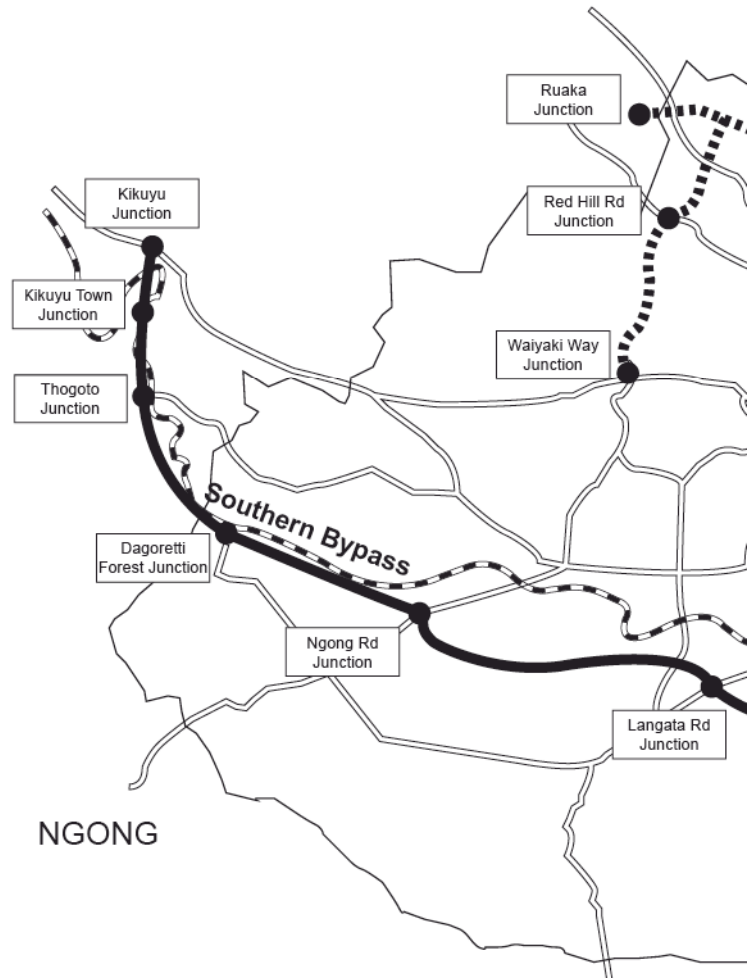 Ruaka
Junction
Kikuyu
Junction
Red Hill Rd
Junction
Kikuyu Town
Junction
Waiyaki Way
Junction
Thogoto
Junction
Southern Bypass
Dagoretti
Forest Junction
Ngong Rd
Junction
Langata Rd
Junction
NGONG